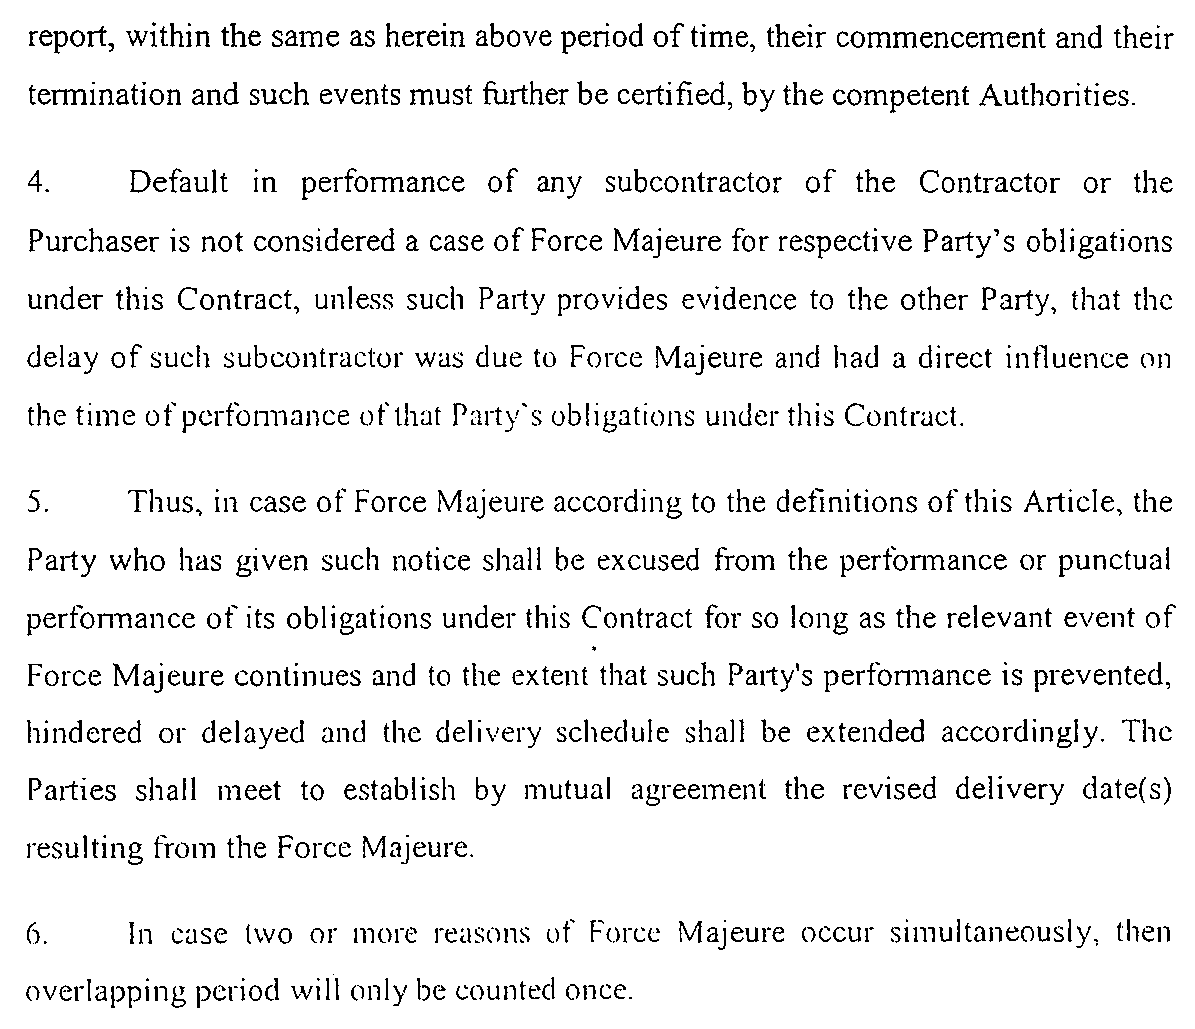 report, within the same as herein above period of time, their commencement and their
termination and such events must further be certified, by the competent Authorities.
4. Default in performance of any subcontractor of the Contractor or the
Purchaser is not considered a case of Force Majeure for respective Party's obligations
under this Contract, unless such Party provides evidence to the other Party, that the
delay of such subcontractor was due to Force Majeure and had a direct influence on
the time of performance of that Party`s obligations under this Contract.
5. Thus, in case of Force Majeure according to the definitions of this Article, the
Party who has given such notice shall be excused from the performance or punctual
performance of its obligations under this Contract for so long as the relevant event of
Force Majeure continues and to the extent that such Party's performance is prevented,
hindered or delayed and the delivery schedule shall be extended accordingly. The
Parties shall meet to establish by mutual agreement the revised delivery date(s)
resulting from the Force Majeure.
6. In case two or more reasons of Force Majeure occur simultaneously, then
overlapping period will only be counted once.